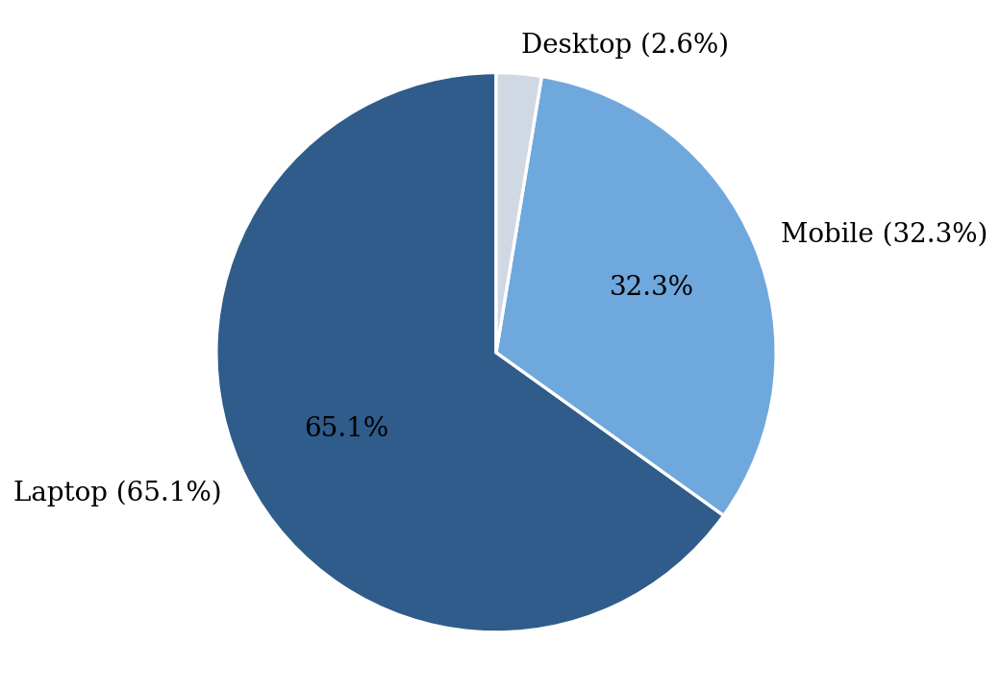 Desktop (2.6%)
Mobile (32.3%)
32.3%
65.1%
Laptop (65.1%)